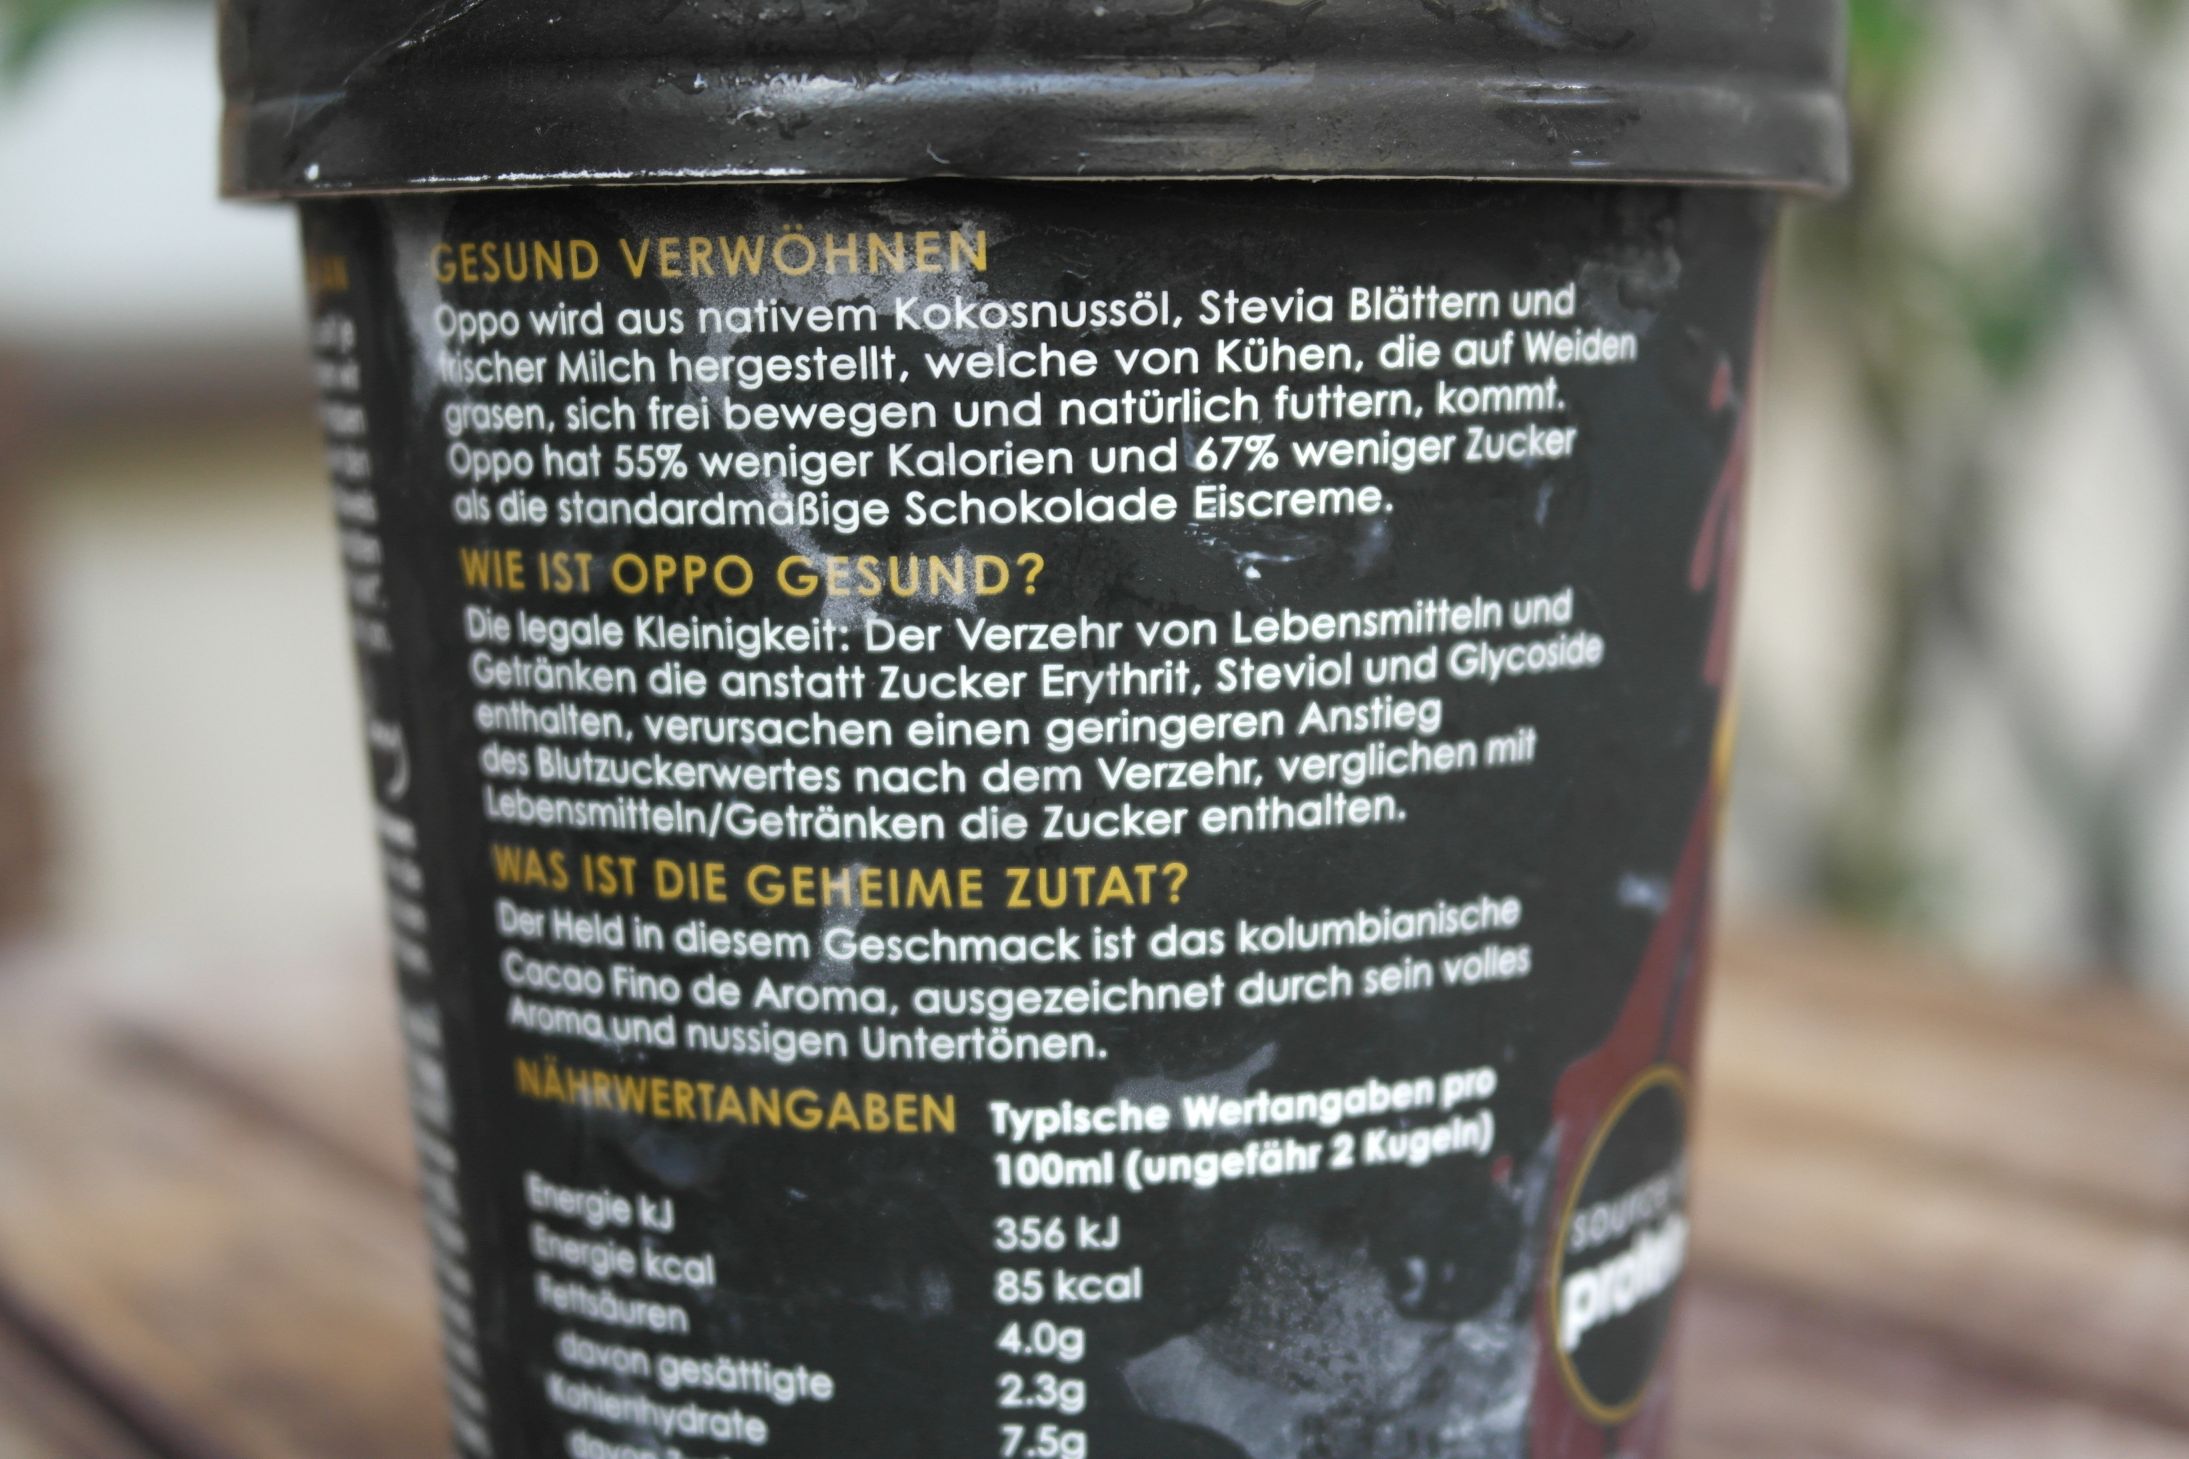 GESUND VERWÖHNEN
Oppo wird aus nativem Kokosnussöl, Stevia Blättern und
frischer Milch hergestellt, welche von Kühen, die auf Weiden
grasen, sich frei bewegen und natürlich futtern, kommt.
Oppo hat 55% weniger Kalorien und 67% weniger Zucker
als die standardmäßige Schokolade Eiscreme.
WIE IST OPPO GESUND?
Die legale Kleinigkeit: Der Verzehr von Lebensmitteln und
Getränken die anstatt Zucker Erythrit, Steviol und Glycoside
enthalten, verursachen einen geringeren Anstieg
des Blutzuckerwertes nach dem Verzehr, verglichen mit
Lebensmitteln/Getränken die Zucker enthalten.
WAS IST DIE GEHEIME ZUTAT?
Der Held in diesem Geschmack ist das kolumbianische
Cacao Fino de Aroma, ausgezeichnet durch sein volles
Aroma und nussigen Untertönen.
NÄHRWERTANGABEN Typische Wertangaben pro
100ml (ungefähr 2 Kugeln)
Energie kJ 356 kJ
Energie kcal 85 kcal
Fettsäuren 4.0g
davon gesättigte 2.3g
Kohlenhydrate 7.5g
davon
source
protein